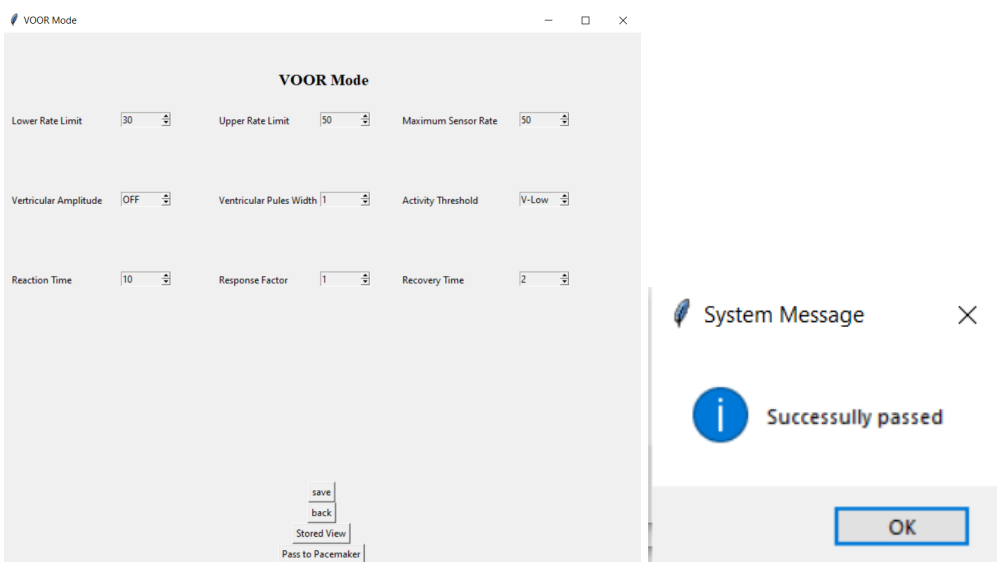 VOOR Mode
VOOR Mode
Lower Rate Limit 30 Upper Rate Limit 50 Maximum Sensor Rate 50
Vertricular Amplitude OFF Ventricular Pules Width 1 Activity Threshold V-Low
Reaction Time 10 Response Factor 1 Recovery Time 2
save
back
Stored View
Pass to Pacemaker
System Message
Successully passed
OK